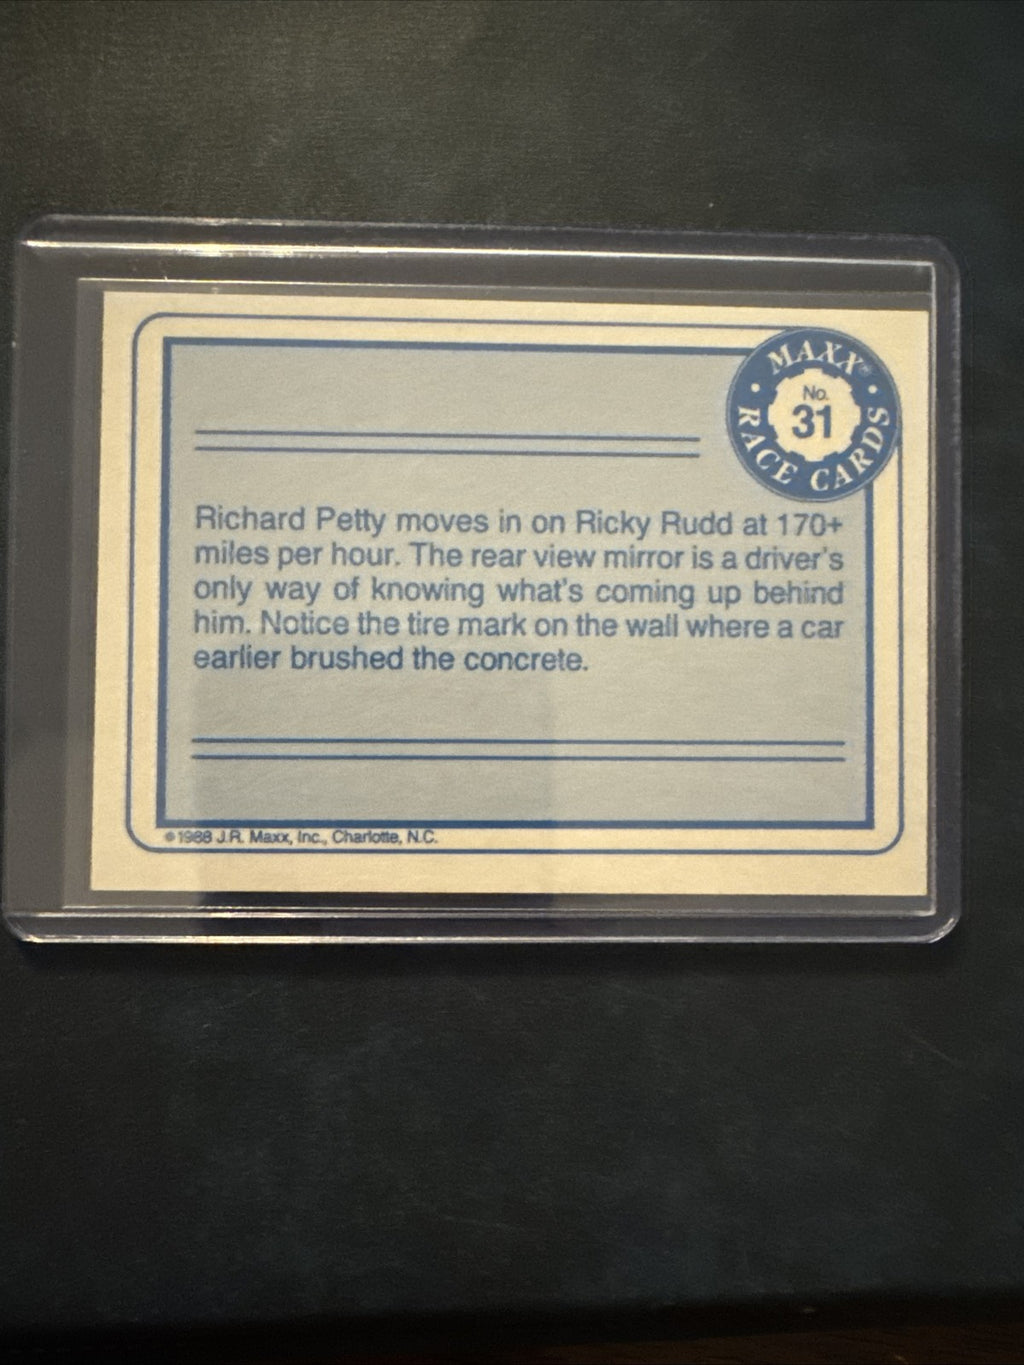 MAXX®
No.
31
RACE CARDS
Richard Petty moves in on Ricky Rudd at 170+
miles per hour. The rear view mirror is a driver's
only way of knowing what's coming up behind
him. Notice the tire mark on the wall where a car
earlier brushed the concrete.
©1988 J.R. Maxx, Inc., Charlotte, N.C.